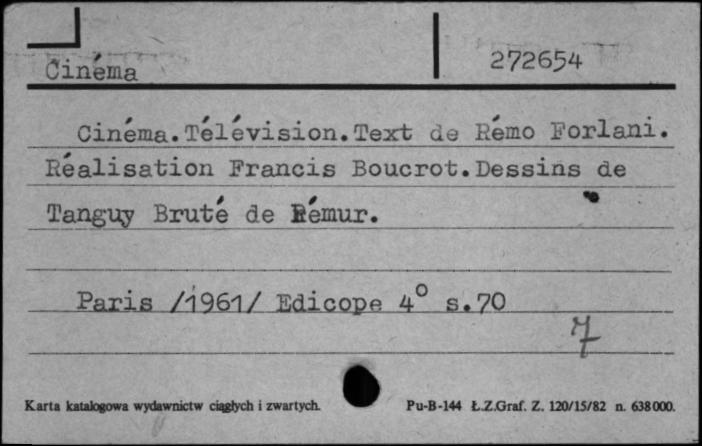 Cinéma 272654
Cinéma.Télévision.Text de Rémo Forlani.
Réalisation Francis Boucrot.Dessins de
Tanguy Bruté de Rémur.
Paris /1961/ Edicope 4° s.70
7
Karta katalogowa wydawnictw ciągłych i zwartych. Pu-B-144 Ł.Z.Graf. Z. 120/15/82 n. 638000.